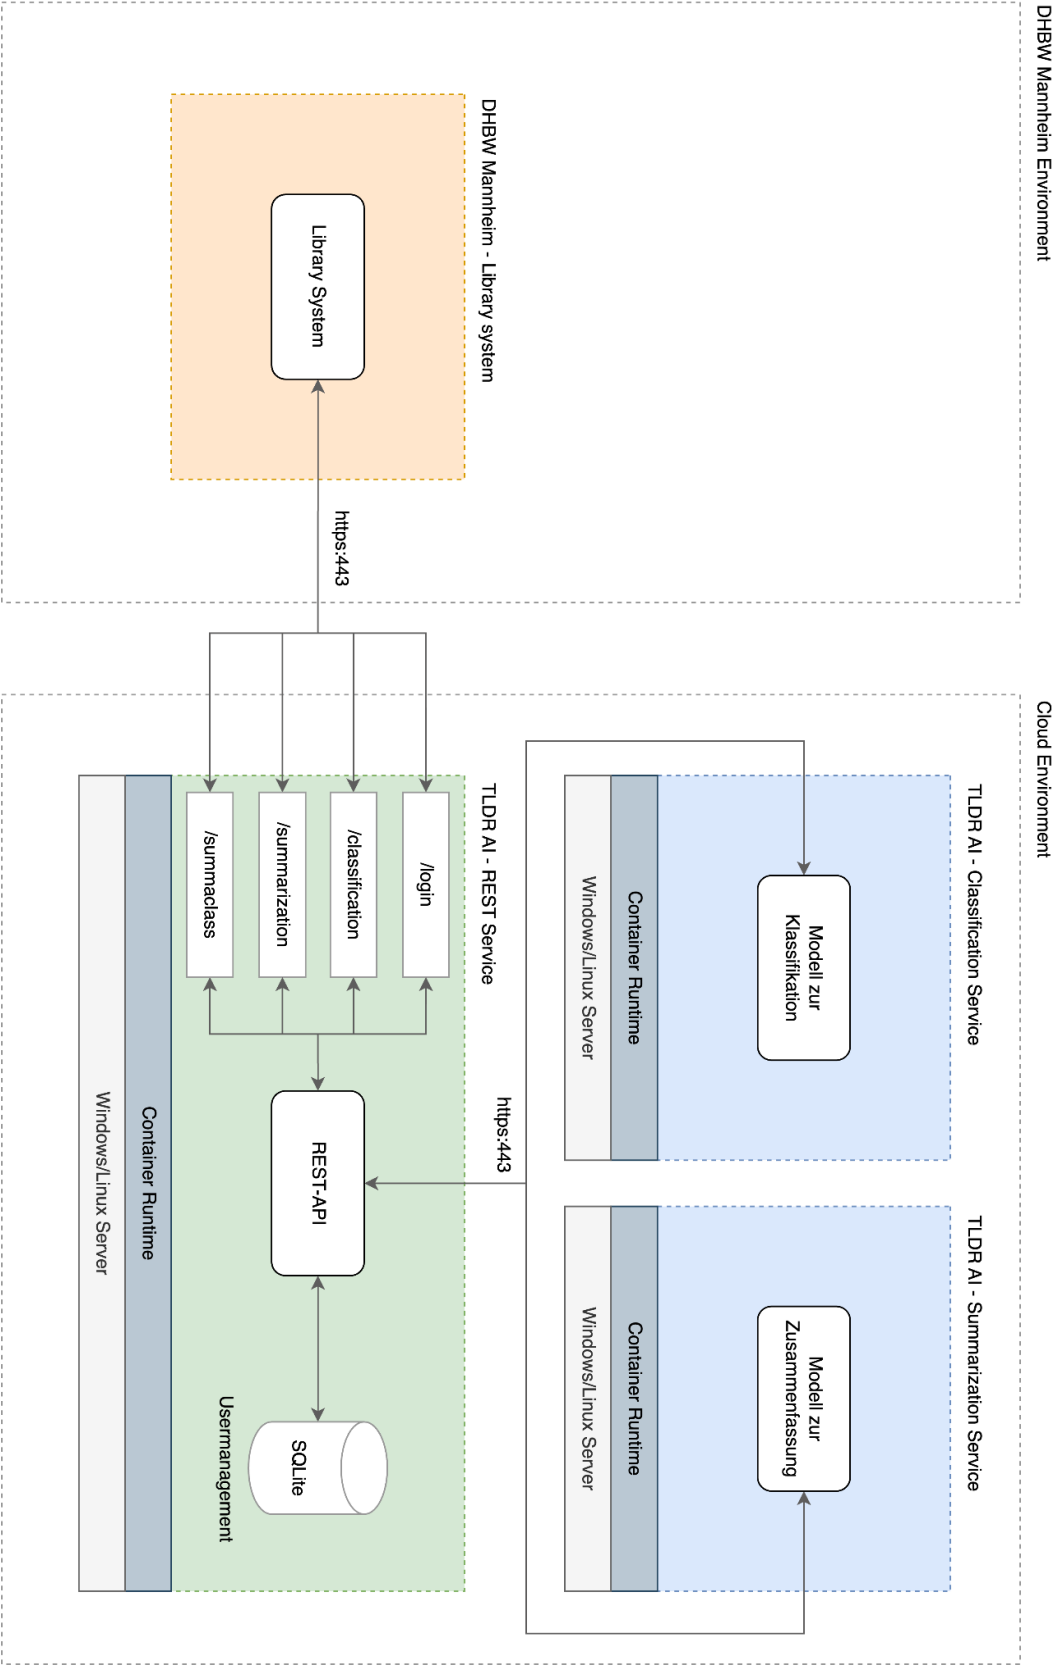 DHBW Mannheim Environment
DHBW Mannheim - Library system
Library System
https:443
Cloud Environment
TLDR AI - Classification Service
Modell zur
Klassifikation
Container Runtime
Windows/Linux Server
TLDR AI - Summarization Service
Modell zur
Zusammenfassung
Container Runtime
Windows/Linux Server
https:443
TLDR AI - REST Service
/login
/classification
/summarization
/summaclass
REST-API
SQLite
Usermanagement
Container Runtime
Windows/Linux Server